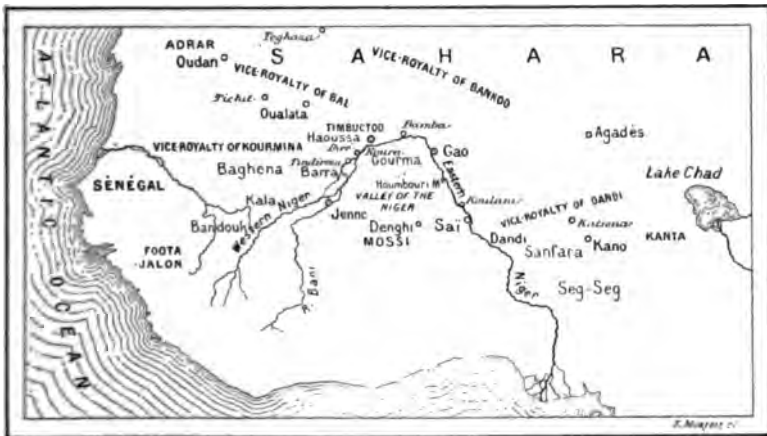 Teghaza
ADRAR
Oudan
S A H A R A
VICE-ROYALTY OF BANKOO
VICE-ROYALTY OF BAL
Tichit
Oualata
ATLANTIC OCEAN
TIMBUCTOO
Bamba
Haoussa
VICE-ROYALTY OF KOURMINA
Agadès
Gao
Gourma
Baghena
Tindirma
Barra
Lake Chad
SÉNÉGAL
Houmbouri Mts
Eastern
Koulani
Kala
VALLEY OF THE
NIGER
VICE-ROYALTY OF DANDI
Western Niger
Jenne
Katsena
Bandouk
Denghi
Saï
MOSSI
Dandi
KANTA
Kano
Sanfara
FOOTA
JALON
R. Bani
Niger
Seg-Seg